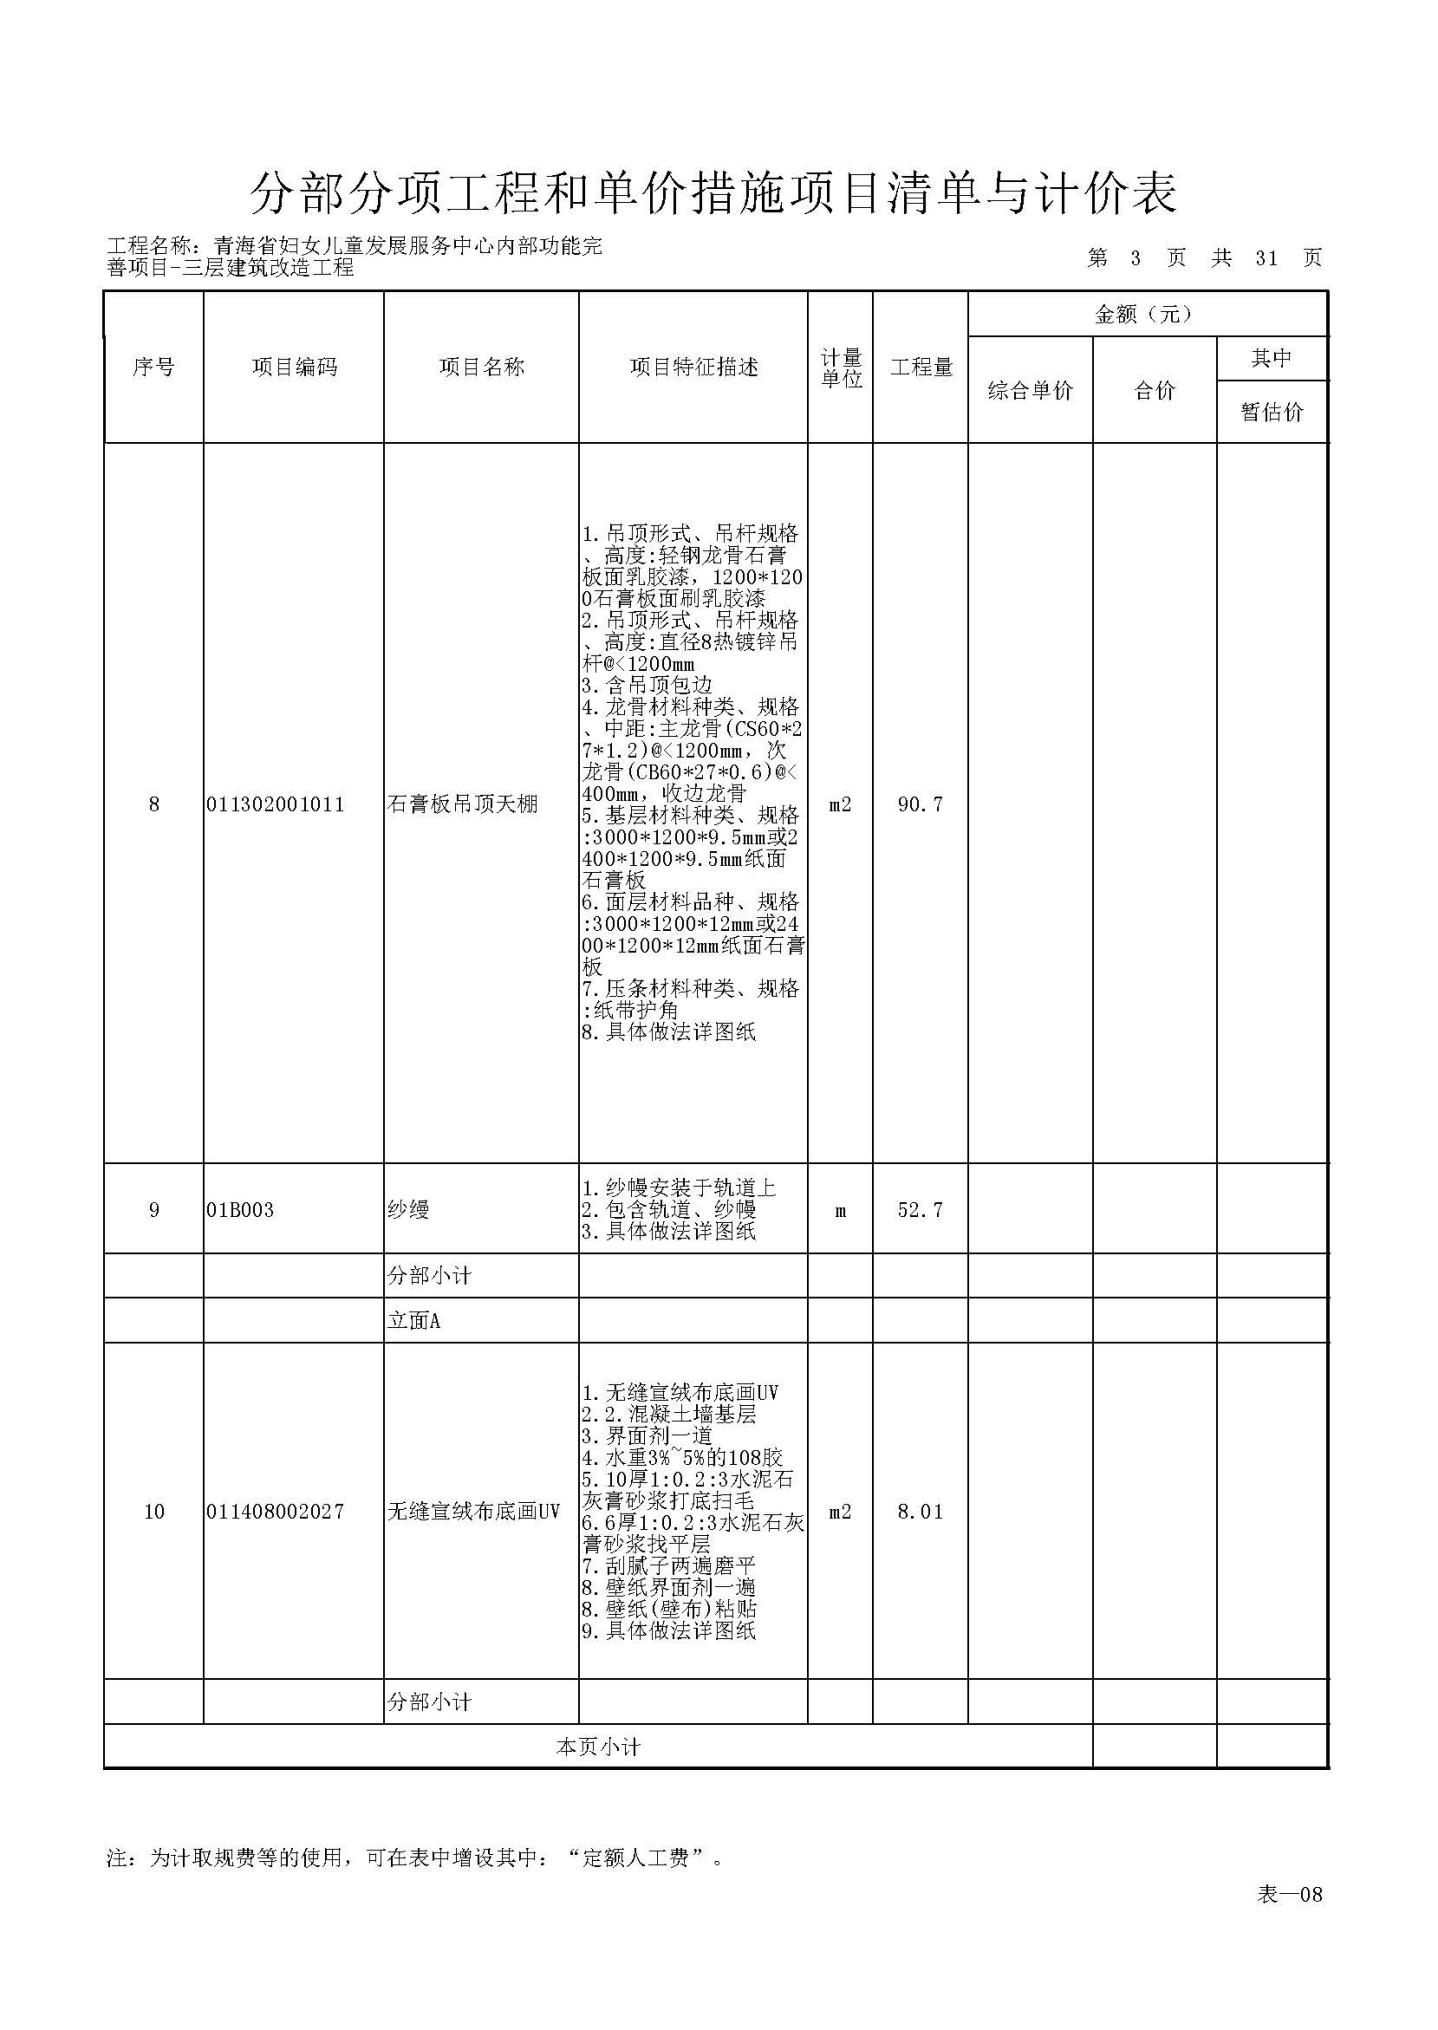 分部分项工程和单价措施项目清单与计价表
工程名称：青海省妇女儿童发展服务中心内部功能完
善项目-三层建筑改造工程
第 3 页 共 31 页
序号
项目编码
项目名称
项目特征描述
计量
单位
工程量
金额（元）
综合单价
合价
其中
暂估价
8
011302001011
石膏板吊顶天棚
1.吊顶形式、吊杆规格
、高度:轻钢龙骨石膏
板面乳胶漆，1200*120
0石膏板面刷乳胶漆
2.吊顶形式、吊杆规格
、高度:直径8热镀锌吊
杆@<1200mm
3.含吊顶包边
4.龙骨材料种类、规格
、中距:主龙骨(CS60*2
7*1.2)@<1200mm，次
龙骨(CB60*27*0.6)@<
400mm，收边龙骨
5.基层材料种类、规格
:3000*1200*9.5mm或2
400*1200*9.5mm纸面
石膏板
6.面层材料品种、规格
:3000*1200*12mm或24
00*1200*12mm纸面石膏
板
7.压条材料种类、规格
:纸带护角
8.具体做法详图纸
m2
90.7
9
01B003
纱缦
1.纱幔安装于轨道上
2.包含轨道、纱幔
3.具体做法详图纸
m
52.7
分部小计
立面A
10
011408002027
无缝宣绒布底画UV
1.无缝宣绒布底画UV
2.2.混凝土墙基层
3.界面剂一道
4.水重3%~5%的108胶
5.10厚1:0.2:3水泥石
灰膏砂浆打底扫毛
6.6厚1:0.2:3水泥石灰
膏砂浆找平层
7.刮腻子两遍磨平
8.壁纸界面剂一遍
8.壁纸(壁布)粘贴
9.具体做法详图纸
m2
8.01
分部小计
本页小计
注：为计取规费等的使用，可在表中增设其中：“定额人工费”。
表—08